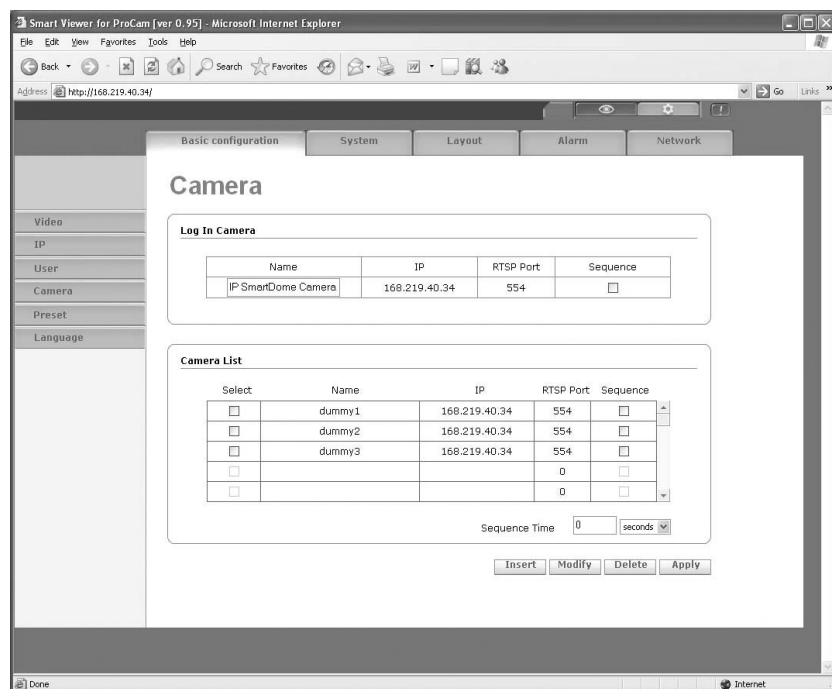 Smart Viewer for ProCam [ver 0.95] - Microsoft Internet Explorer
File Edit View Favorites Tools Help
Back Search Favorites
Address http://168.219.40.34/ Go Links »
Basic configuration System Layout Alarm Network
Camera
Video
IP
User
Camera
Preset
Language
Log In Camera
Name IP RTSP Port Sequence
IP SmartDome Camera 168.219.40.34 554
Camera List
Select Name IP RTSP Port Sequence
dummy1 168.219.40.34 554
dummy2 168.219.40.34 554
dummy3 168.219.40.34 554
0
0
Sequence Time 0 seconds
Insert Modify Delete Apply
Done Internet